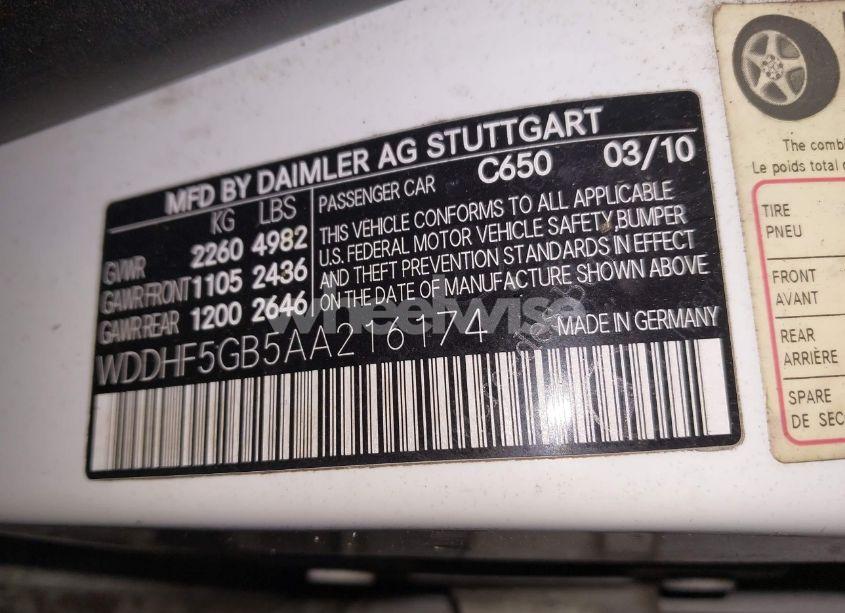 MFD BY DAIMLER AG STUTTGART
KG LBS
GVWR 2260 4982
GAWR FRONT 1105 2436
GAWR REAR 1200 2646
PASSENGER CAR C650 03/10
THIS VEHICLE CONFORMS TO ALL APPLICABLE
U.S. FEDERAL MOTOR VEHICLE SAFETY, BUMPER
AND THEFT PREVENTION STANDARDS IN EFFECT
ON THE DATE OF MANUFACTURE SHOWN ABOVE
WDDHF5GB5AA216174
MADE IN GERMANY
wheelwise
The combi
Le poids total
TIRE
PNEU
FRONT
AVANT
REAR
ARRIÈRE
SPARE
DE SEC